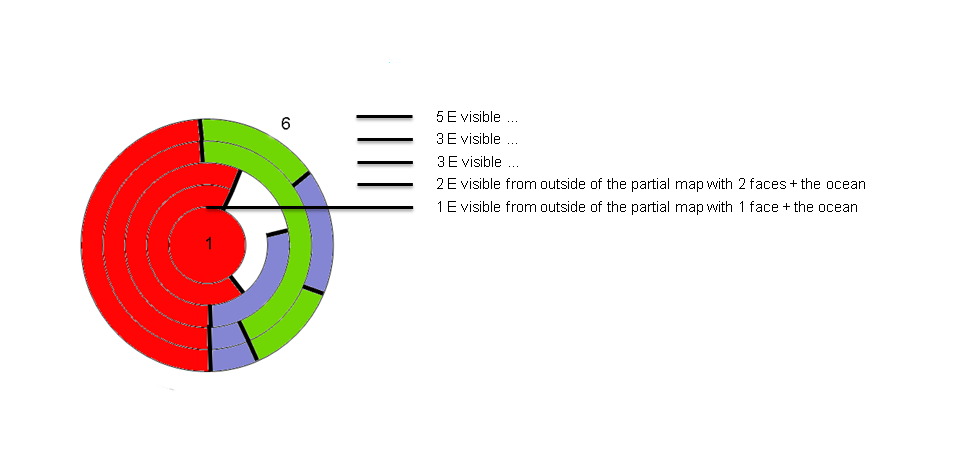 6
5 E visible ...
3 E visible ...
3 E visible ...
2 E visible from outside of the partial map with 2 faces + the ocean
1 E visible from outside of the partial map with 1 face + the ocean
1